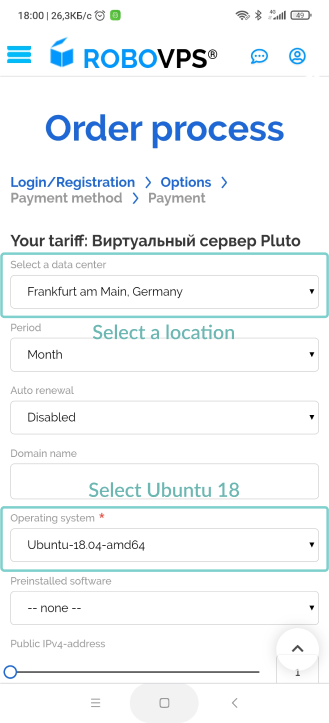 18:00 | 26,3КБ/с
4G
49
ROBOVPS®
Order process
Login/Registration > Options >
Payment method > Payment
Your tariff: Виртуальный сервер Pluto
Select a data center
Frankfurt am Main, Germany
Select a location
Period
Month
Auto renewal
Disabled
Domain name
Select Ubuntu 18
Operating system *
Ubuntu-18.04-amd64
Preinstalled software
-- none --
Public IPv4-address
1